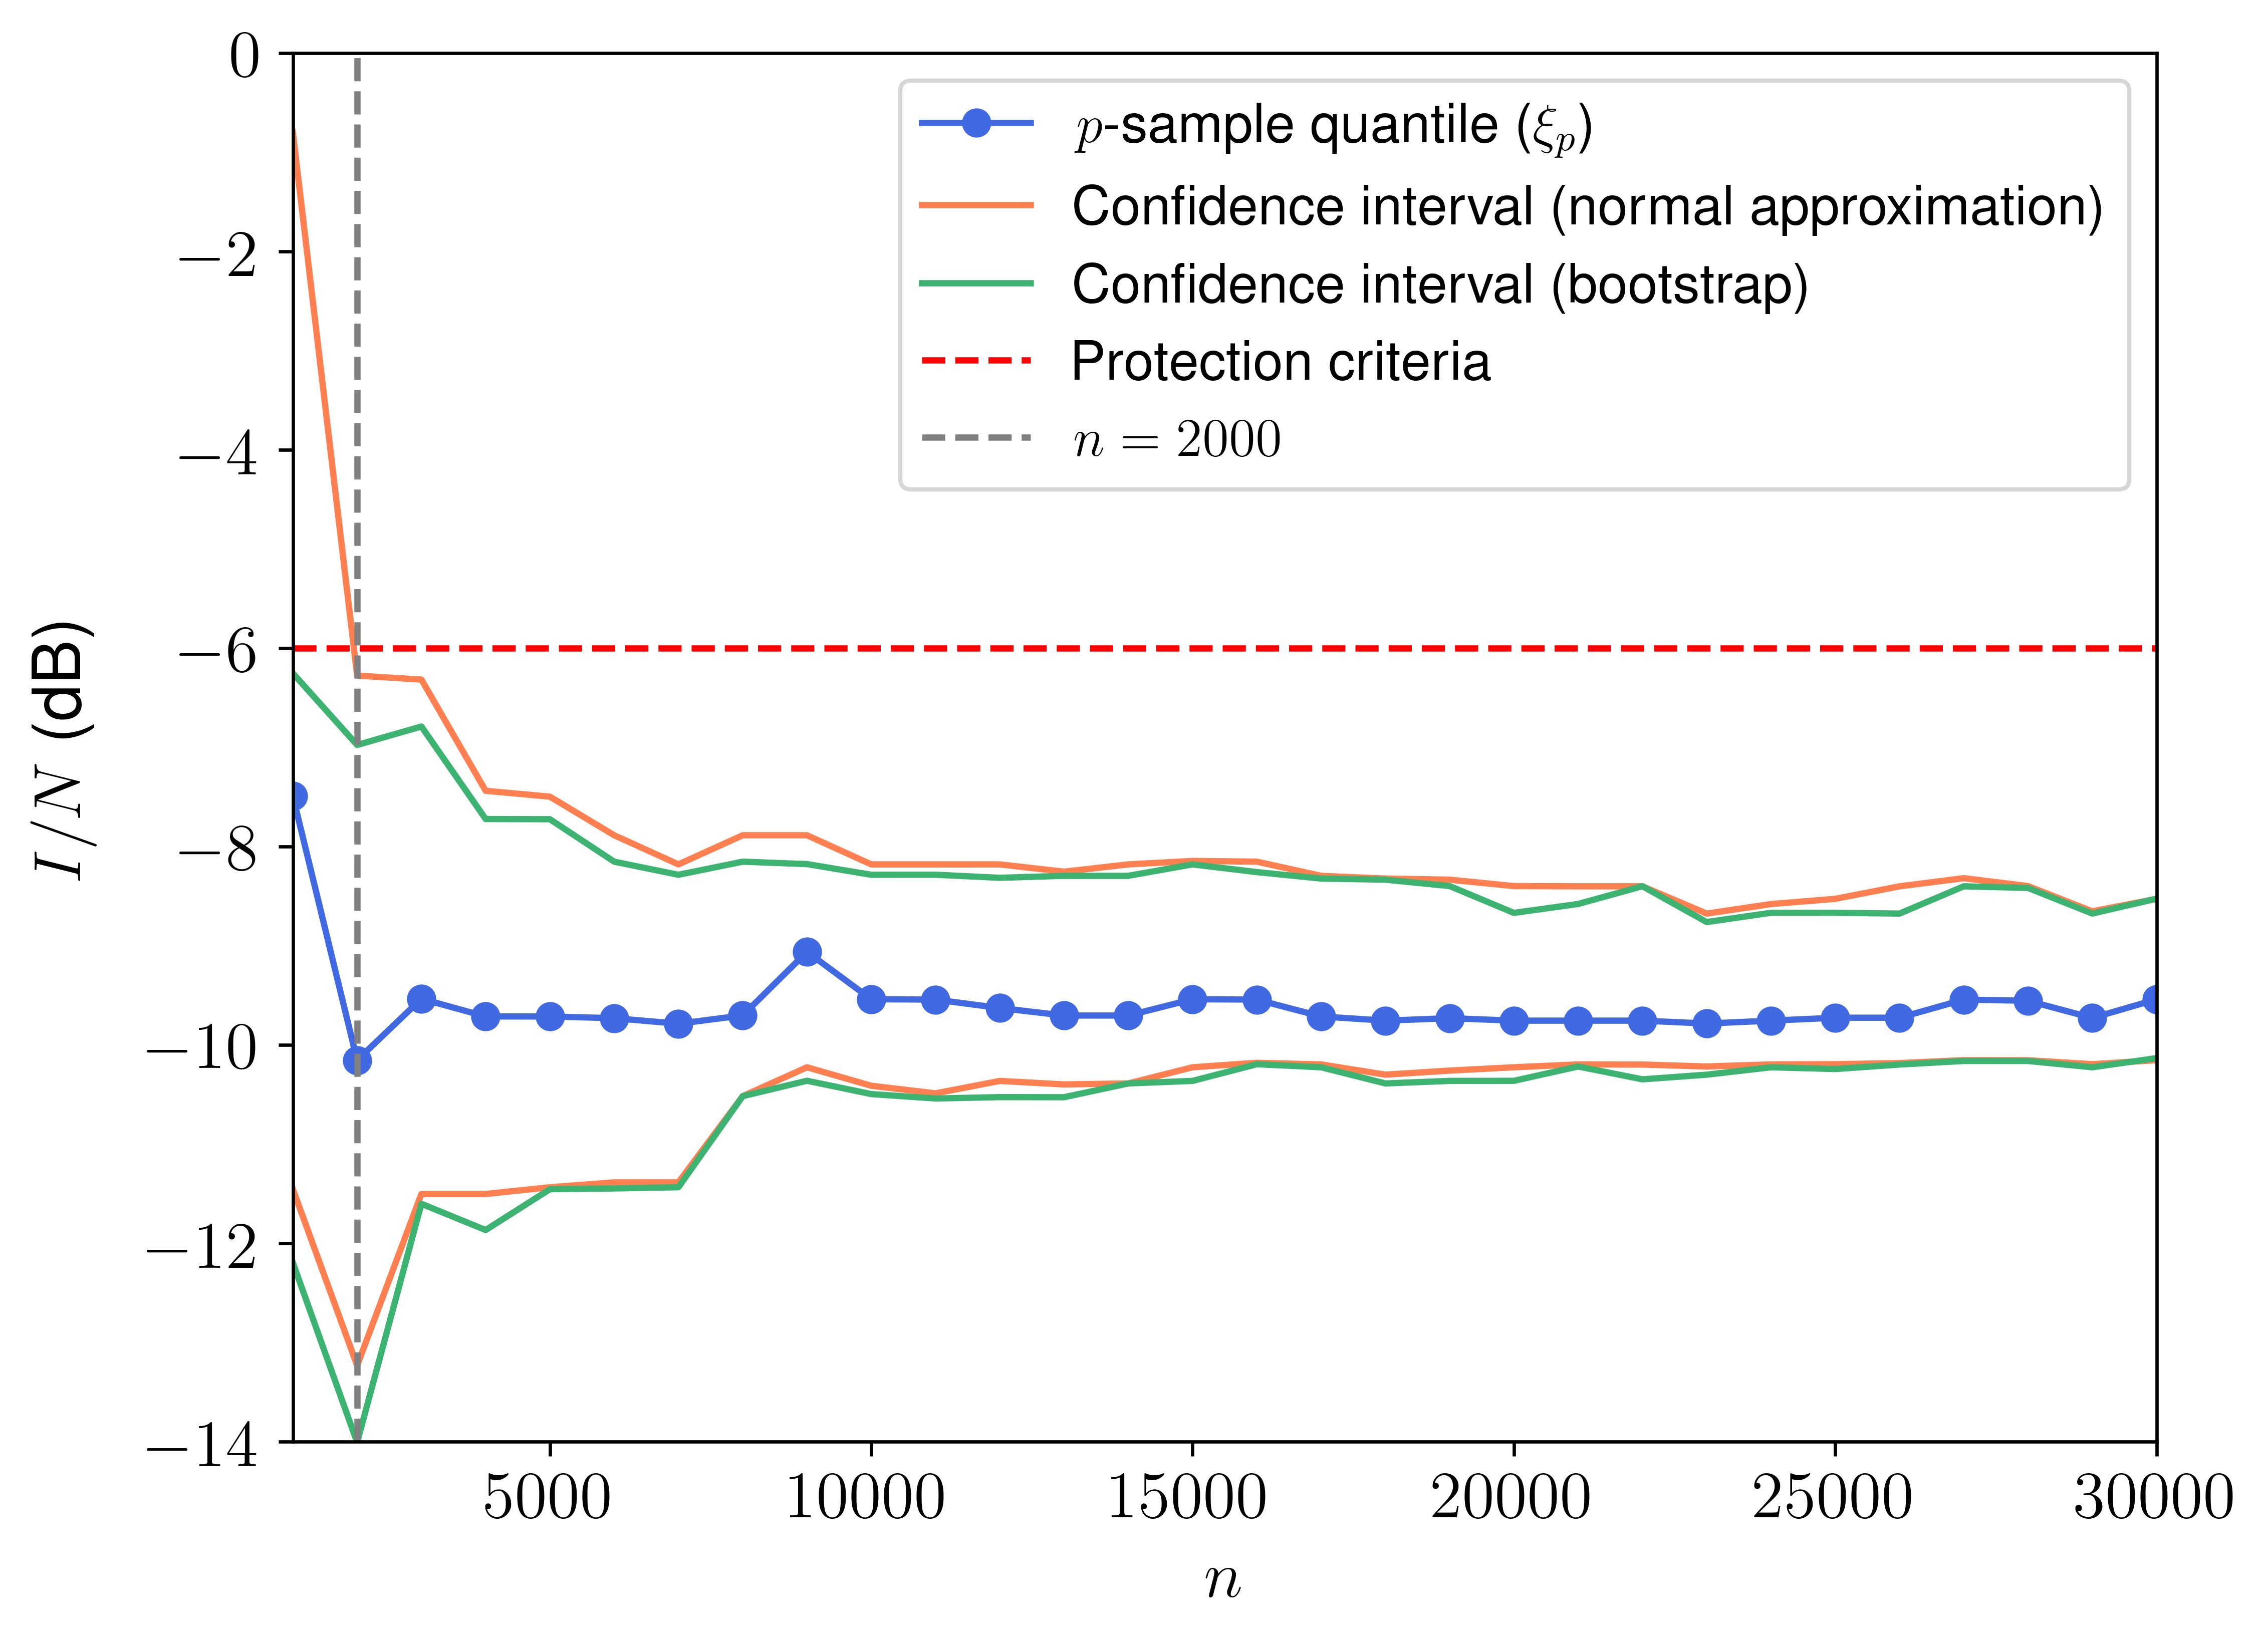 0
−2
−4
−6
−8
−10
−12
−14
I/N (dB)
p-sample quantile (ξₚ)
Confidence interval (normal approximation)
Confidence interval (bootstrap)
Protection criteria
n = 2000
5000 10000 15000 20000 25000 30000
n